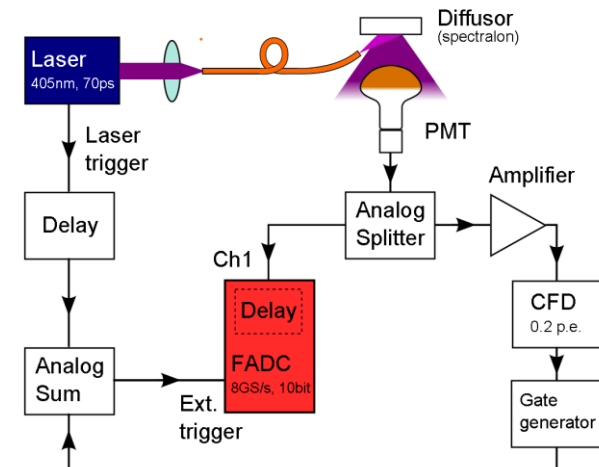 Diffusor
(spectralon)
Laser
405nm, 70ps
PMT
Laser
trigger
Amplifier
Delay
Analog
Splitter
Ch1
Delay
CFD
0.2 p.e.
FADC
8GS/s, 10bit
Analog
Sum
Ext.
trigger
Gate
generator